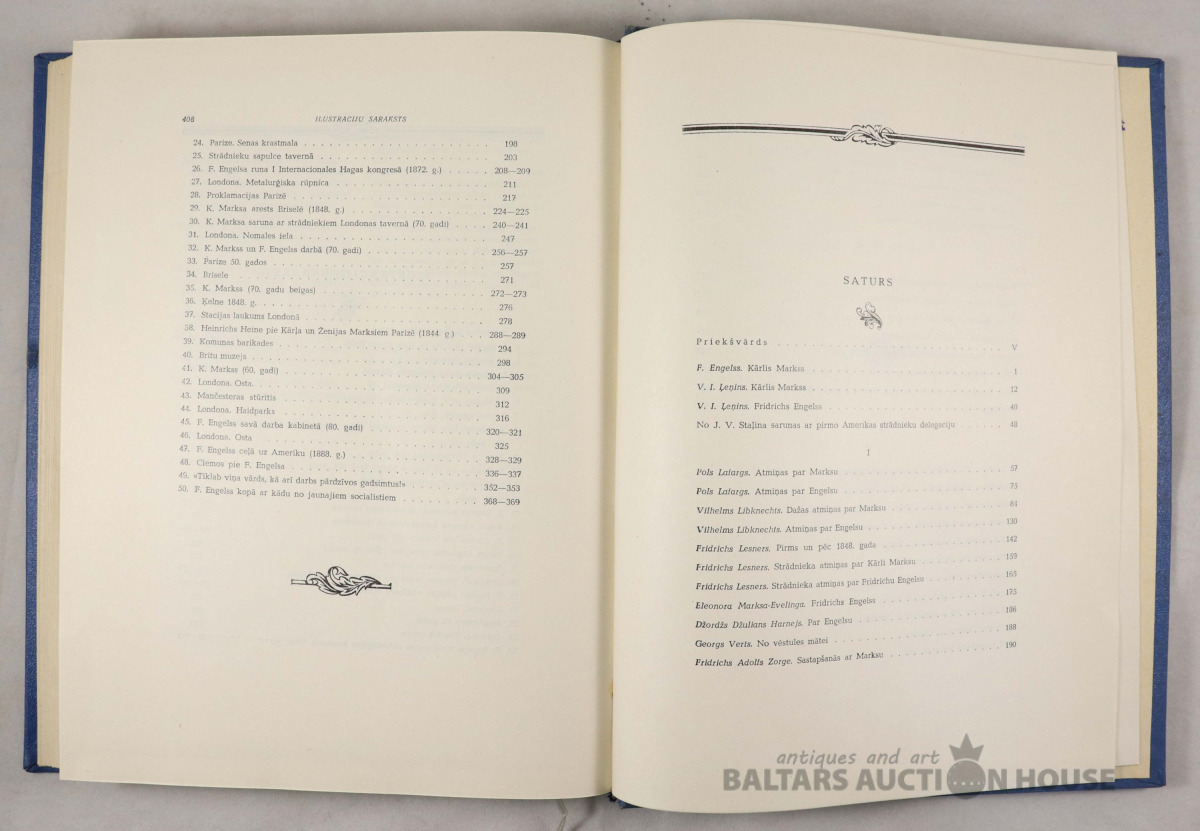 408 ILUSTRACIJU SARAKSTS
24. Parize. Senas krastmala . . . 198
25. Strādnieku sapulce tavernā . . . 203
26. F. Engelsa runa I Internacionales Hagas kongresā (1872. g.) . . . 208—209
27. Londona. Metalurģiska rūpnica . . . 211
28. Proklamacijas Parizē . . . 217
29. K. Marksa arests Briselē (1848. g.) . . . 224—225
30. K. Marksa saruna ar strādniekiem Londonas tavernā (70. gadi) . . . 240—241
31. Londona. Nomales iela . . . 247
32. K. Markss un F. Engelss darbā (70. gadi) . . . 256—257
33. Parize 50. gados . . . 257
34. Brisele . . . 271
35. K. Markss (70. gadu beigas) . . . 272—273
36. Ķelne 1848. g. . . . 276
37. Stacijas laukums Londonā . . . 278
38. Heinrichs Heine pie Kārļa un Ženijas Marksiem Parizē (1844 g.) . . . 288—289
39. Komunas barikades . . . 294
40. Britu muzejs . . . 298
41. K. Markss (60. gadi) . . . 304—305
42. Londona. Osta. . . . 309
43. Mančesteras stūrītis . . . 312
44. Londona. Haidparks . . . 316
45. F. Engelss savā darba kabinetā (80. gadi) . . . 320—321
46. Londona. Osta . . . 325
47. F. Engelss ceļā uz Ameriku (1888. g.) . . . 328—329
48. Ciemos pie F. Engelsa . . . 336—337
49. «Tiklab viņa vārds, kā arī darbs pārdzīvos gadsimtus!» . . . 352—353
50. F. Engelss kopā ar kādu no jaunajiem socialistiem . . . 368—369
SATURS
Priekšvārds . . . V
F. Engelss. Kārlis Markss . . . 1
V. I. Ļeņins. Kārlis Markss . . . 12
V. I. Ļeņins. Fridrichs Engelss . . . 40
No J. V. Staļina sarunas ar pirmo Amerikas strādnieku delegaciju . . . 48
I
Pols Lafargs. Atmiņas par Marksu . . . 57
Pols Lafargs. Atmiņas par Engelsu . . . 75
Vilhelms Lībknechts. Dažas atmiņas par Marksu . . . 84
Vilhelms Lībknechts. Atmiņas par Engelsu . . . 130
Fridrichs Lesners. Pirms un pēc 1848. gada . . . 142
Fridrichs Lesners. Strādnieka atmiņas par Kārli Marksu . . . 159
Fridrichs Lesners. Strādnieka atmiņas par Fridrichu Engelsu . . . 165
Eleonora Marksa-Evelinga. Fridrichs Engelss . . . 173
Džordžs Džulians Harnejs. Par Engelsu . . . 186
Georgs Verts. No vēstules mātei . . . 188
Fridrichs Adolfs Zorge. Sastapšanās ar Marksu . . . 190
antiques and art
BALTARS AUCTION HOUSE